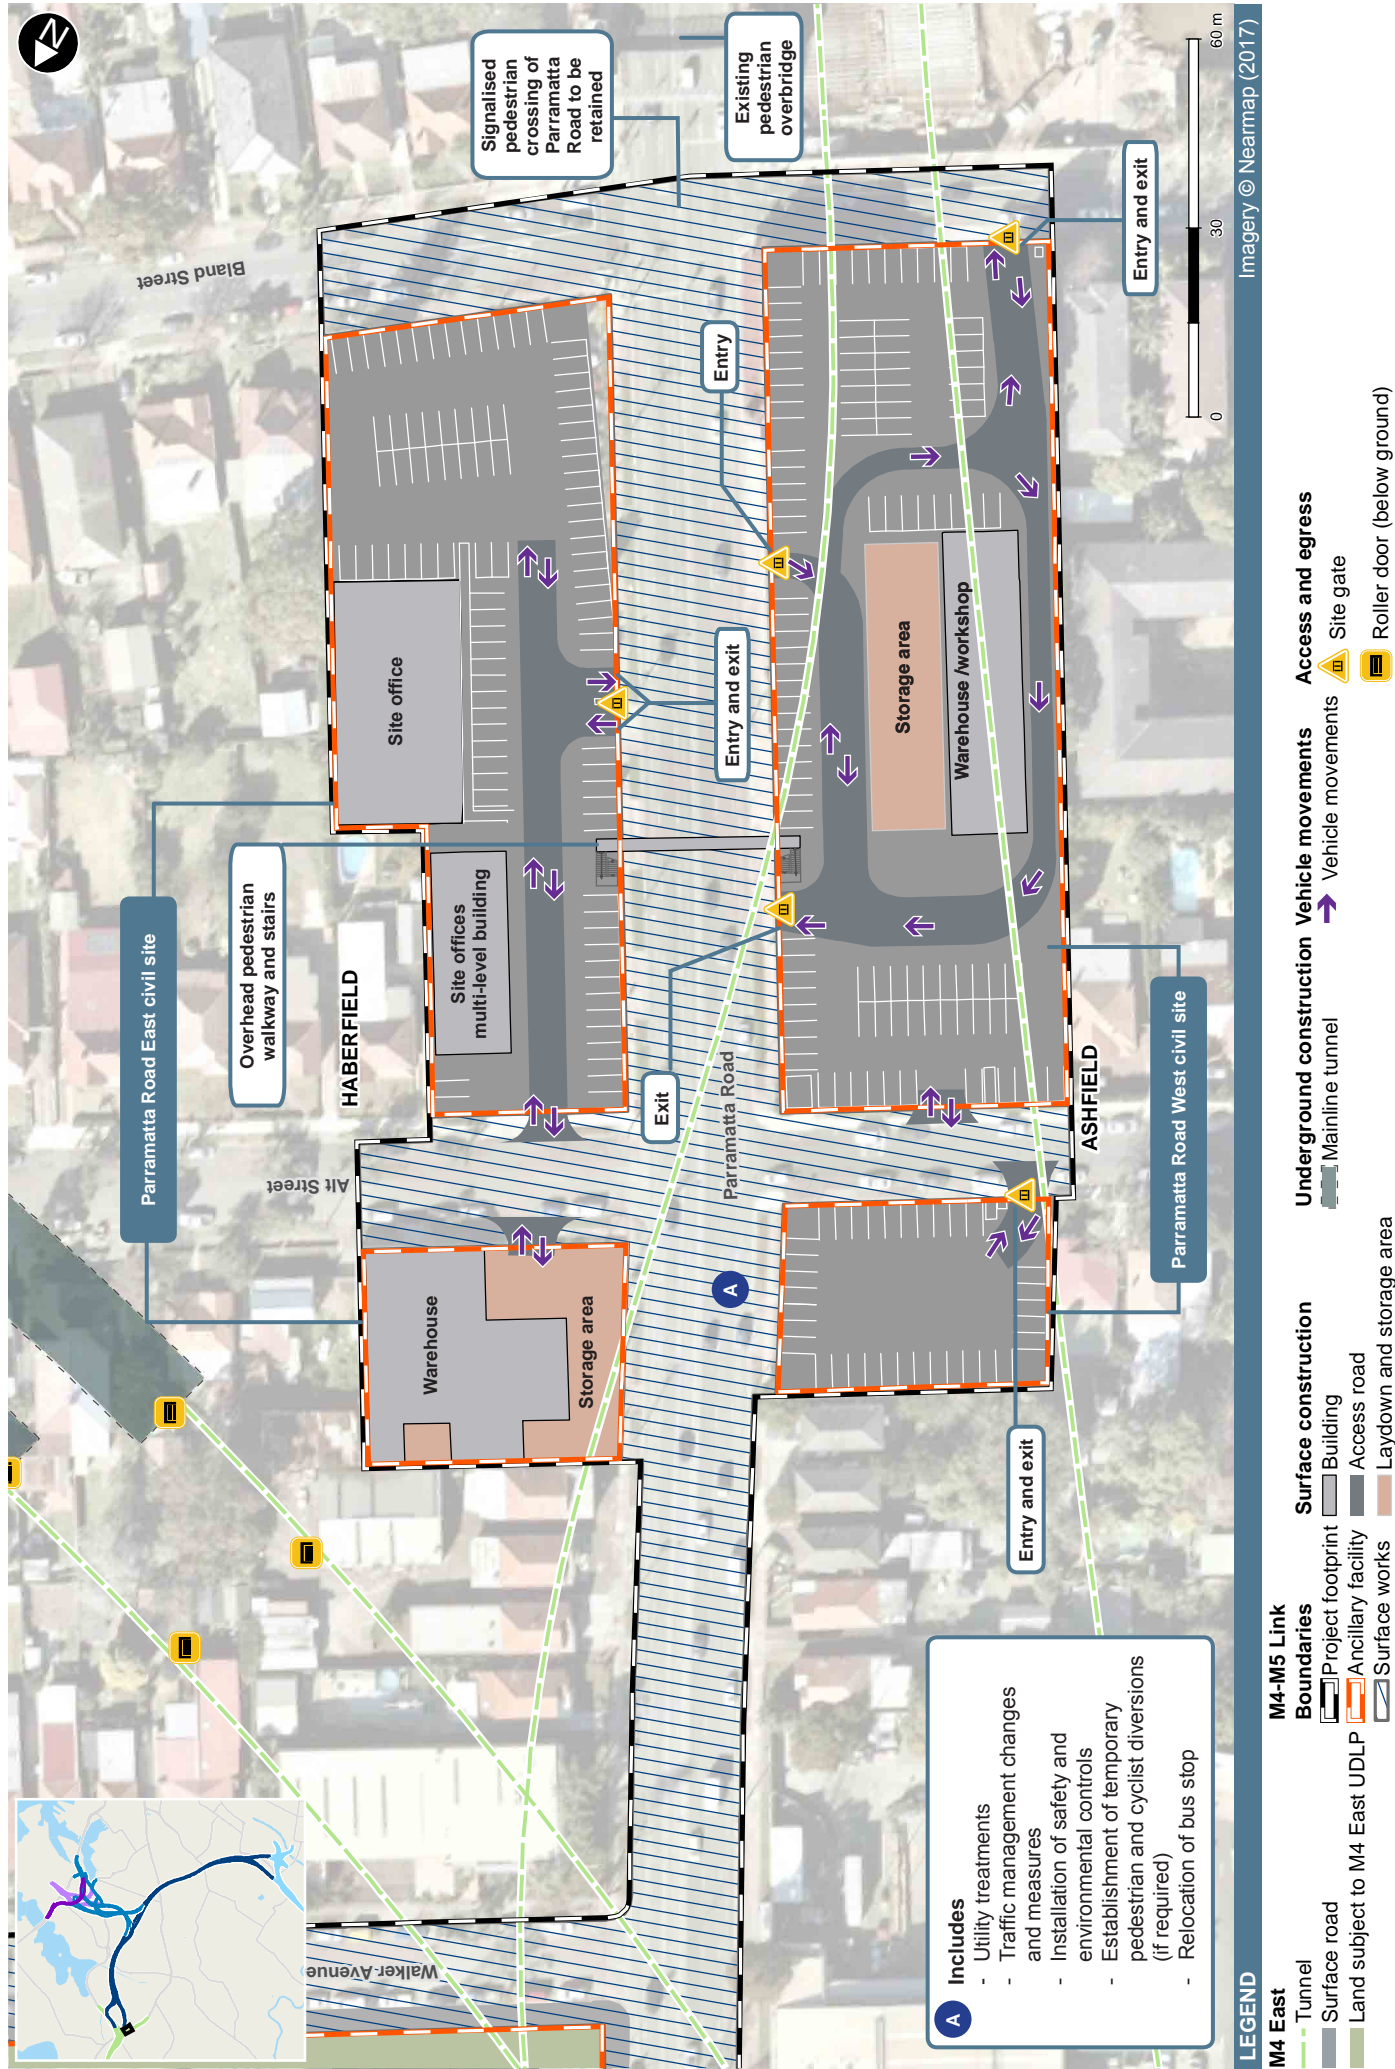 N
Signalised
pedestrian
crossing of
Parramatta
Road to be
retained
Existing
pedestrian
overbridge
Bland Street
Entry and exit
Entry
Entry and exit
Site office
Storage area
Warehouse /workshop
Parramatta Road East civil site
Overhead pedestrian
walkway and stairs
HABERFIELD
Site offices
multi-level building
Exit
Parramatta Road
ASHFIELD
Parramatta Road West civil site
Alt Street
Warehouse
Storage area
A
Entry and exit
Walker Avenue
A
Includes
- Utility treatments
- Traffic management changes
and measures
- Installation of safety and
environmental controls
- Establishment of temporary
pedestrian and cyclist diversions
(if required)
- Relocation of bus stop
0 30 60 m
Imagery © Nearmap (2017)
LEGEND
M4 East
Tunnel
Surface road
Land subject to M4 East UDLP
M4-M5 Link
Boundaries
Project footprint
Ancillary facility
Surface works
Surface construction
Building
Access road
Laydown and storage area
Underground construction
Mainline tunnel
Vehicle movements
Vehicle movements
Access and egress
Site gate
Roller door (below ground)